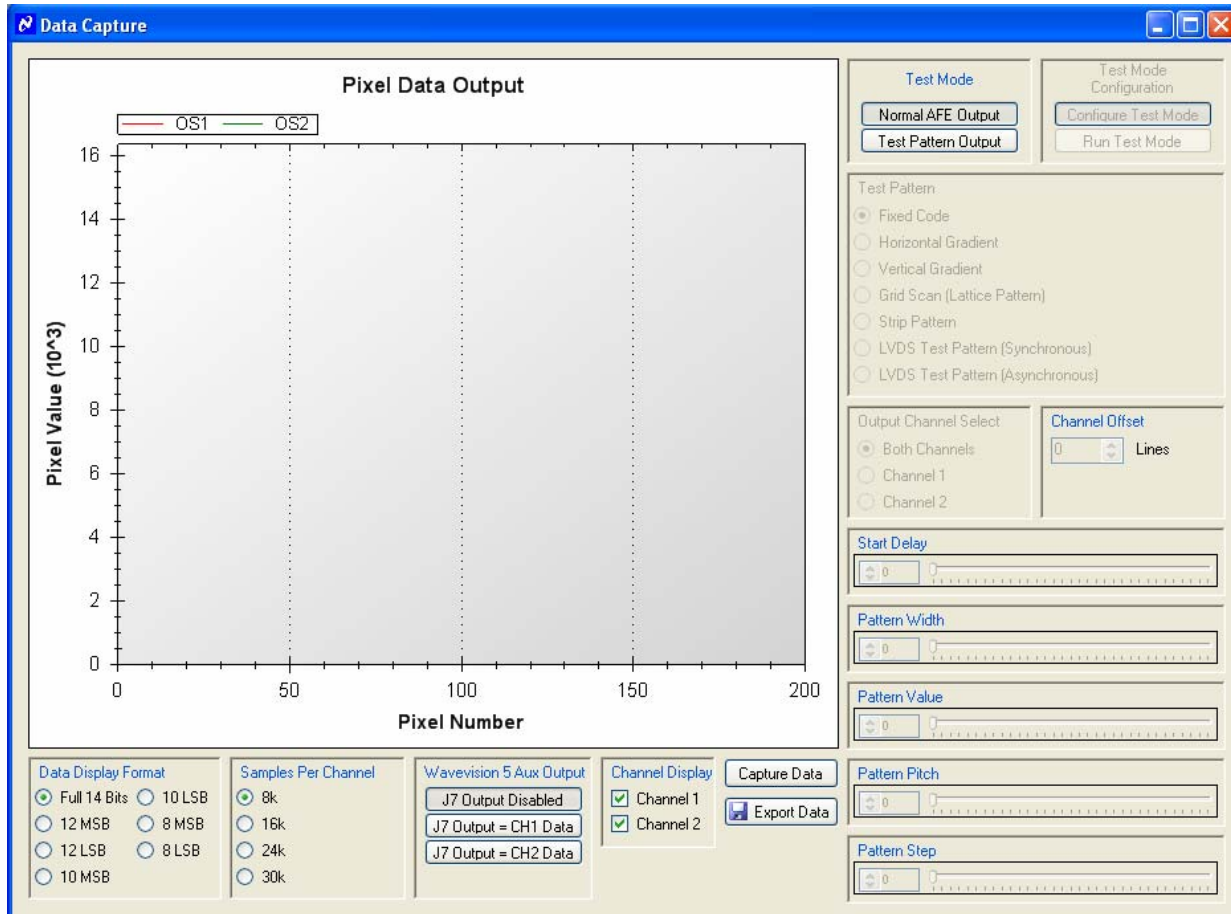 Data Capture
Pixel Data Output
OS1 OS2
16
14
12
10
8
6
4
2
0
Pixel Value (10^3)
0 50 100 150 200
Pixel Number
Test Mode
Normal AFE Output
Test Pattern Output
Test Mode
Configuration
Configure Test Mode
Run Test Mode
Test Pattern
Fixed Code
Horizontal Gradient
Vertical Gradient
Grid Scan (Lattice Pattern)
Strip Pattern
LVDS Test Pattern (Synchronous)
LVDS Test Pattern (Asynchronous)
Output Channel Select
Both Channels
Channel 1
Channel 2
Channel Offset
0 Lines
Start Delay
0
Pattern Width
0
Pattern Value
0
Pattern Pitch
0
Pattern Step
0
Data Display Format
Full 14 Bits 10 LSB
12 MSB 8 MSB
12 LSB 8 LSB
10 MSB
Samples Per Channel
8k
16k
24k
30k
Wavevision 5 Aux Output
J7 Output Disabled
J7 Output = CH1 Data
J7 Output = CH2 Data
Channel Display
Channel 1
Channel 2
Capture Data
Export Data